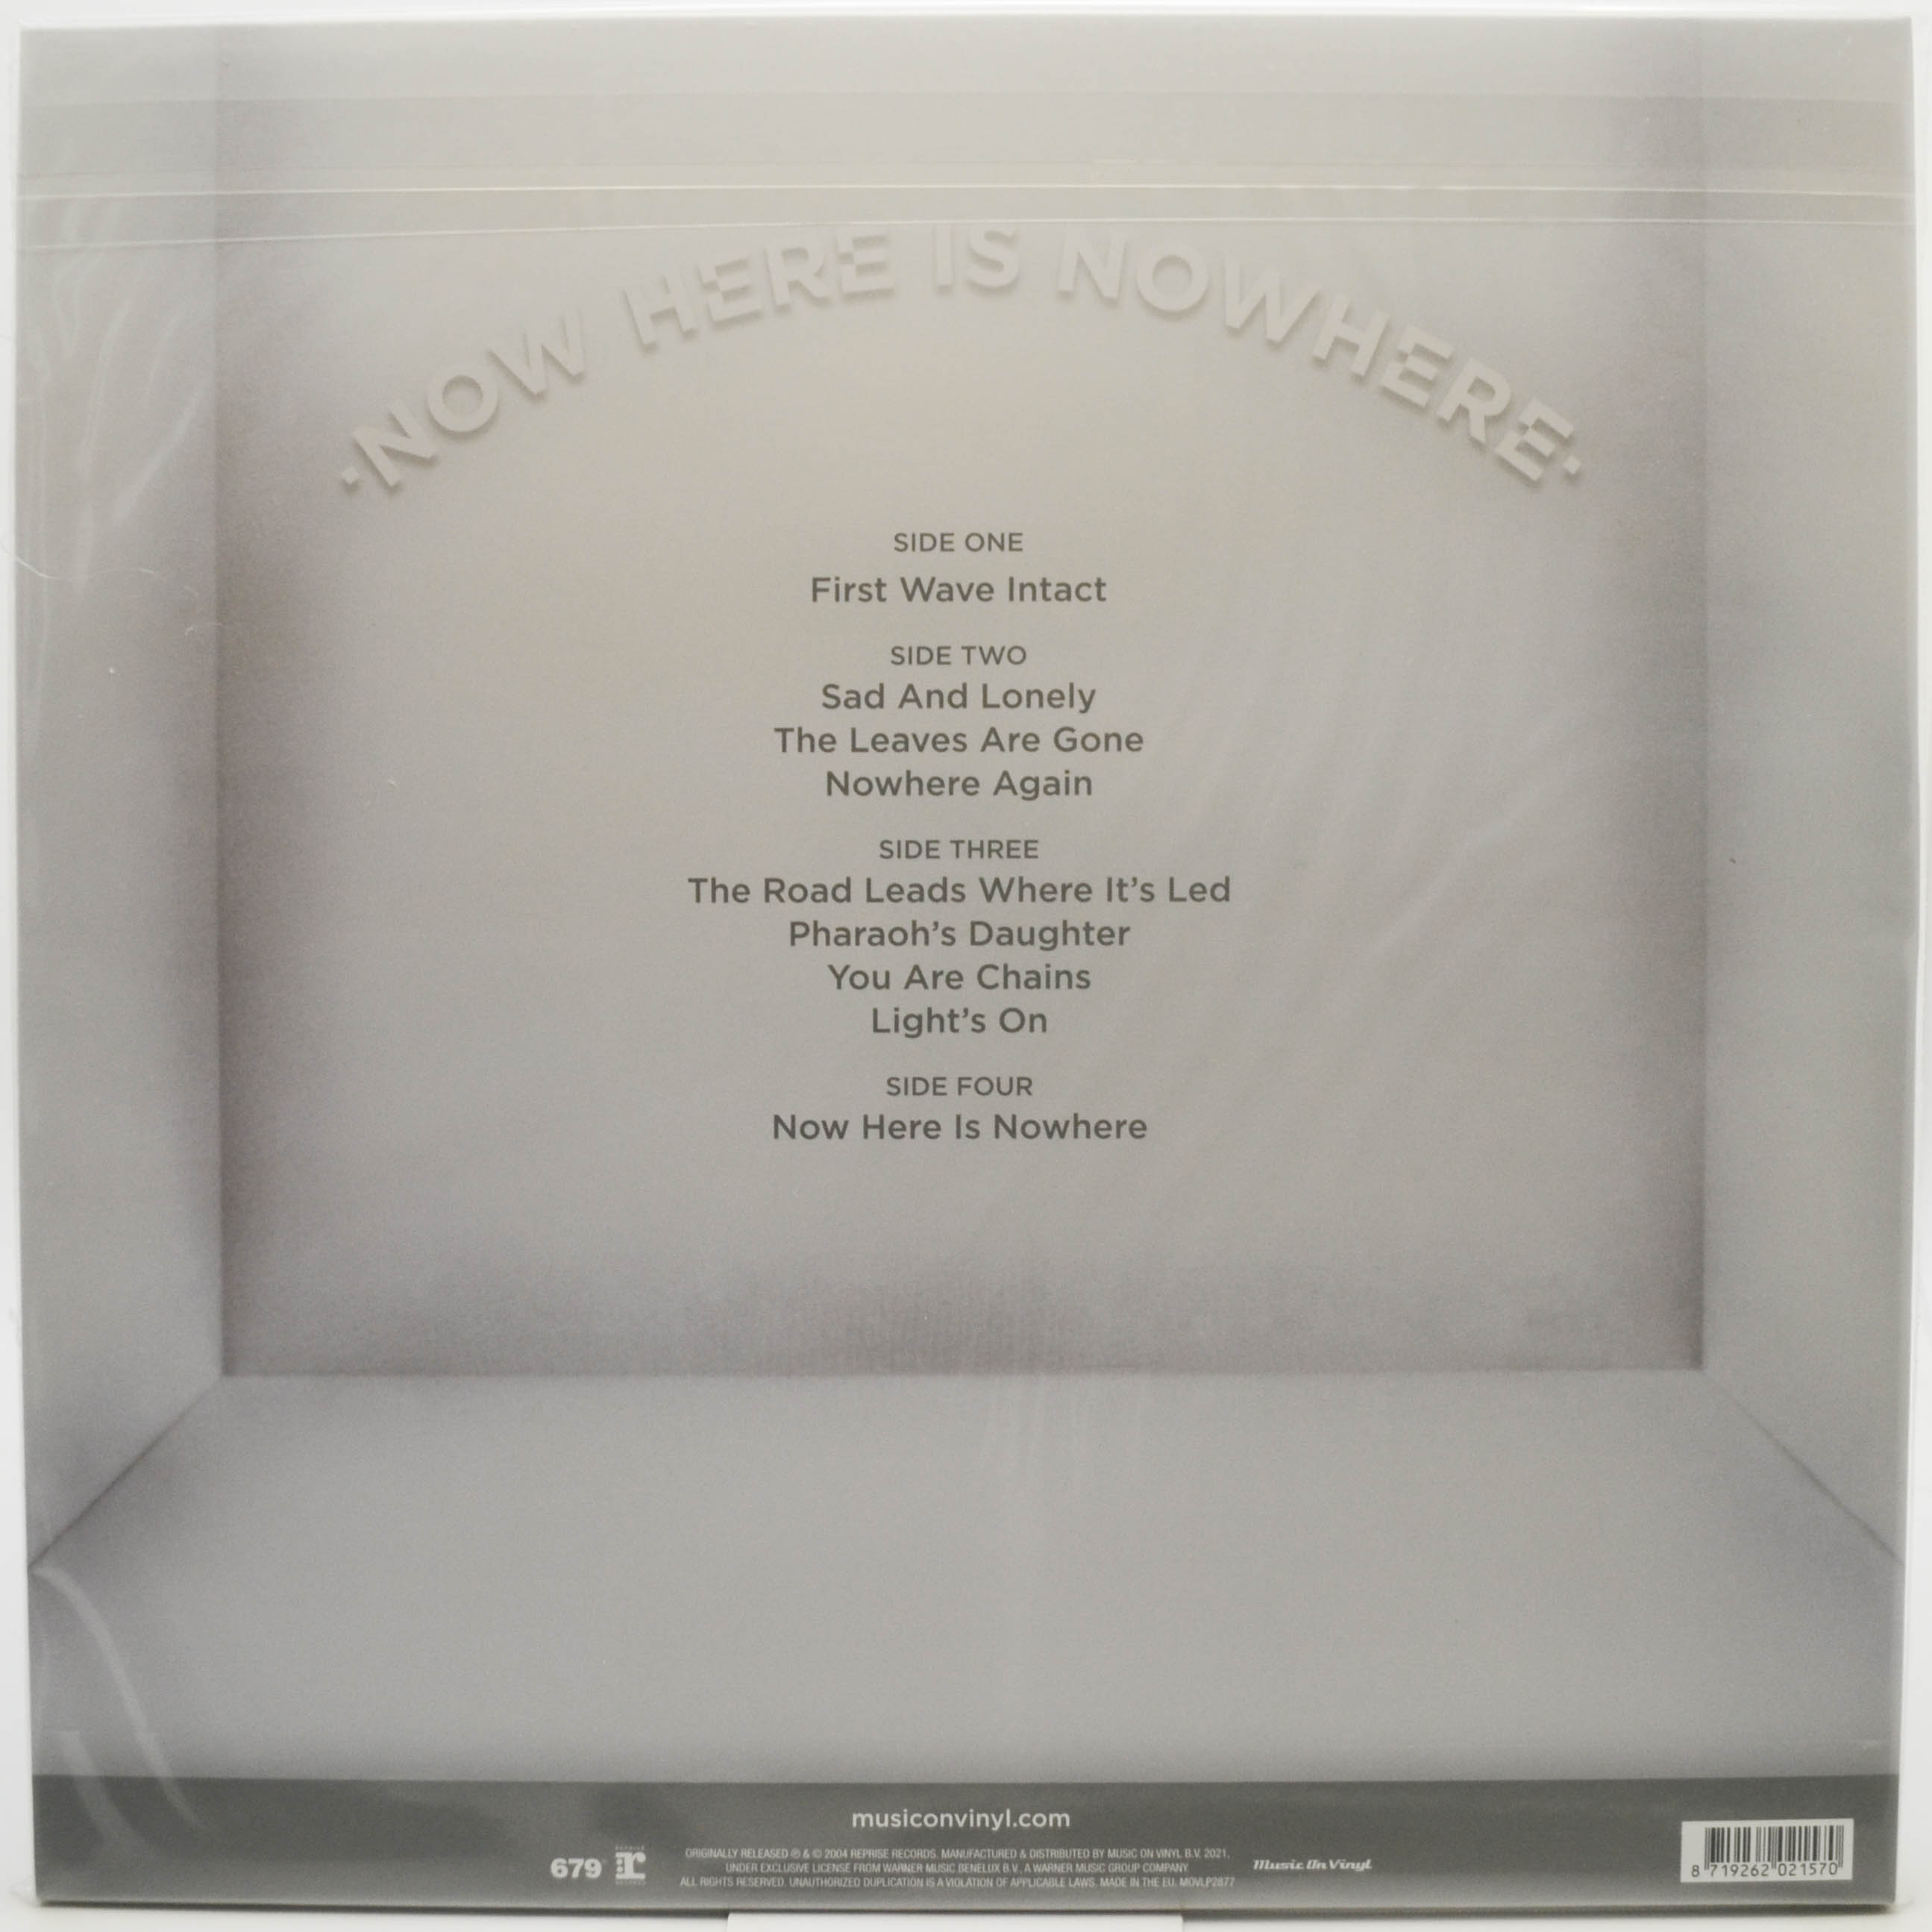 ·NOW HERE IS NOWHERE·
SIDE ONE
First Wave Intact
SIDE TWO
Sad And Lonely
The Leaves Are Gone
Nowhere Again
SIDE THREE
The Road Leads Where It's Led
Pharaoh's Daughter
You Are Chains
Light's On
SIDE FOUR
Now Here Is Nowhere
musiconvinyl.com
679 REPRISE r RECORDS
ORIGINALLY RELEASED ℗ & © 2004 REPRISE RECORDS. MANUFACTURED & DISTRIBUTED BY MUSIC ON VINYL B.V. 2021.
UNDER EXCLUSIVE LICENSE FROM WARNER MUSIC BENELUX B.V., A WARNER MUSIC GROUP COMPANY.
ALL RIGHTS RESERVED. UNAUTHORIZED DUPLICATION IS A VIOLATION OF APPLICABLE LAWS. MADE IN THE EU. MOVLP2877
Music On Vinyl
8 719262 021570